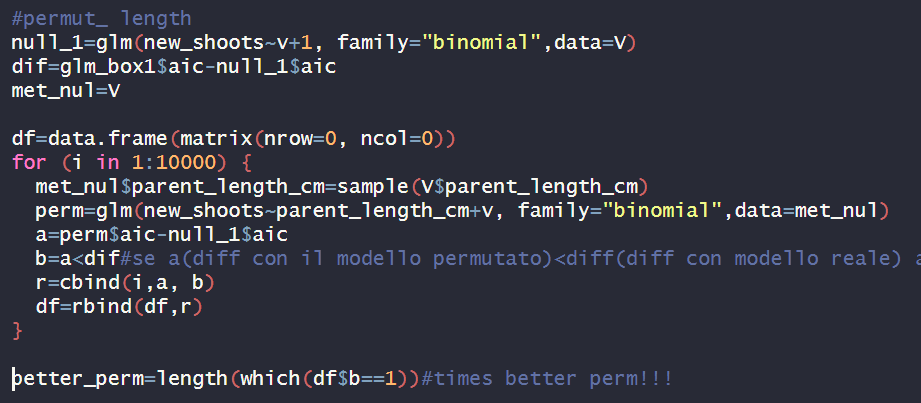 #permut_ length
null_1=glm(new_shoots~v+1, family="binomial",data=V)
dif=glm_box1$aic-null_1$aic
met_nul=V

df=data.frame(matrix(nrow=0, ncol=0))
for (i in 1:10000) {
  met_nul$parent_length_cm=sample(V$parent_length_cm)
  perm=glm(new_shoots~parent_length_cm+v, family="binomial",data=met_nul)
  a=perm$aic-null_1$aic
  b=a<dif#se a(diff con il modello permutato)<diff(diff con modello reale) a
  r=cbind(i,a, b)
  df=rbind(df,r)
}

better_perm=length(which(df$b==1))#times better perm!!!